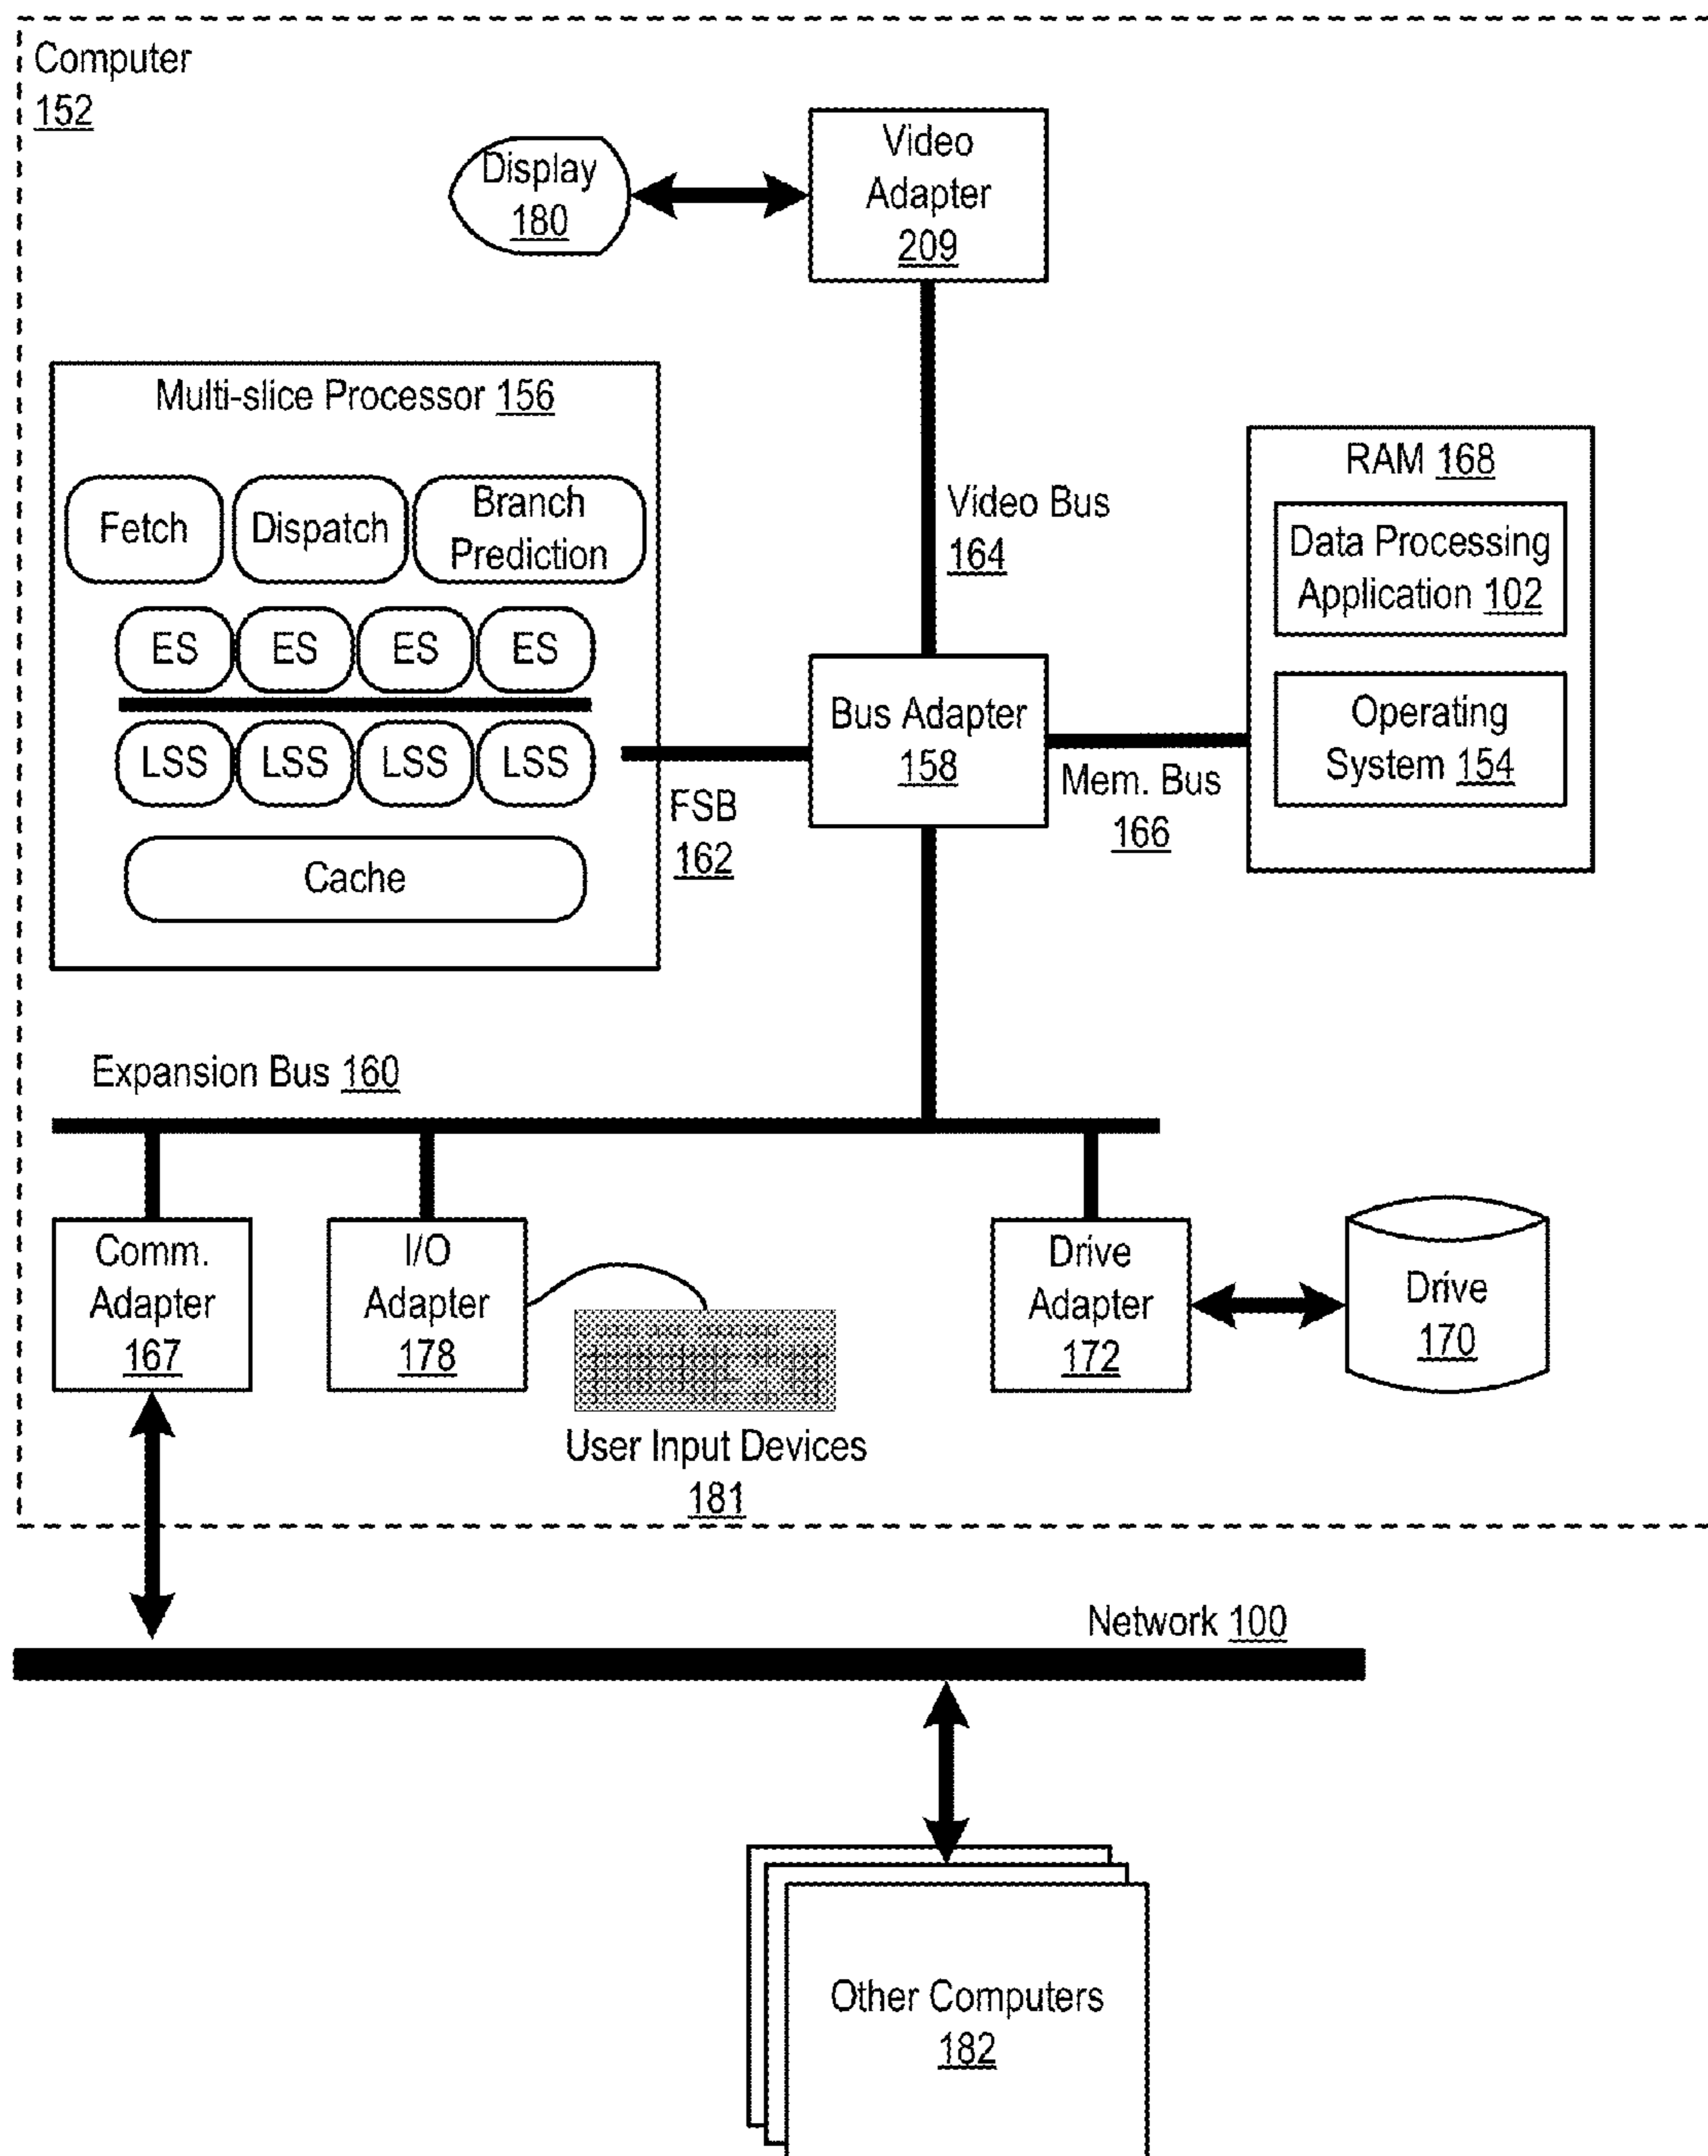 Computer
152
Video
Adapter
209
Display
180
Multi-slice Processor 156
Fetch
Dispatch
Branch
Prediction
ES
ES
ES
ES
LSS
LSS
LSS
LSS
Cache
Video Bus
164
RAM 168
Data Processing
Application 102
Operating
System 154
Bus Adapter
158
FSB
162
Mem. Bus
166
Expansion Bus 160
Comm.
Adapter
167
I/O
Adapter
178
User Input Devices
181
Drive
Adapter
172
Drive
170
Network 100
Other Computers
182